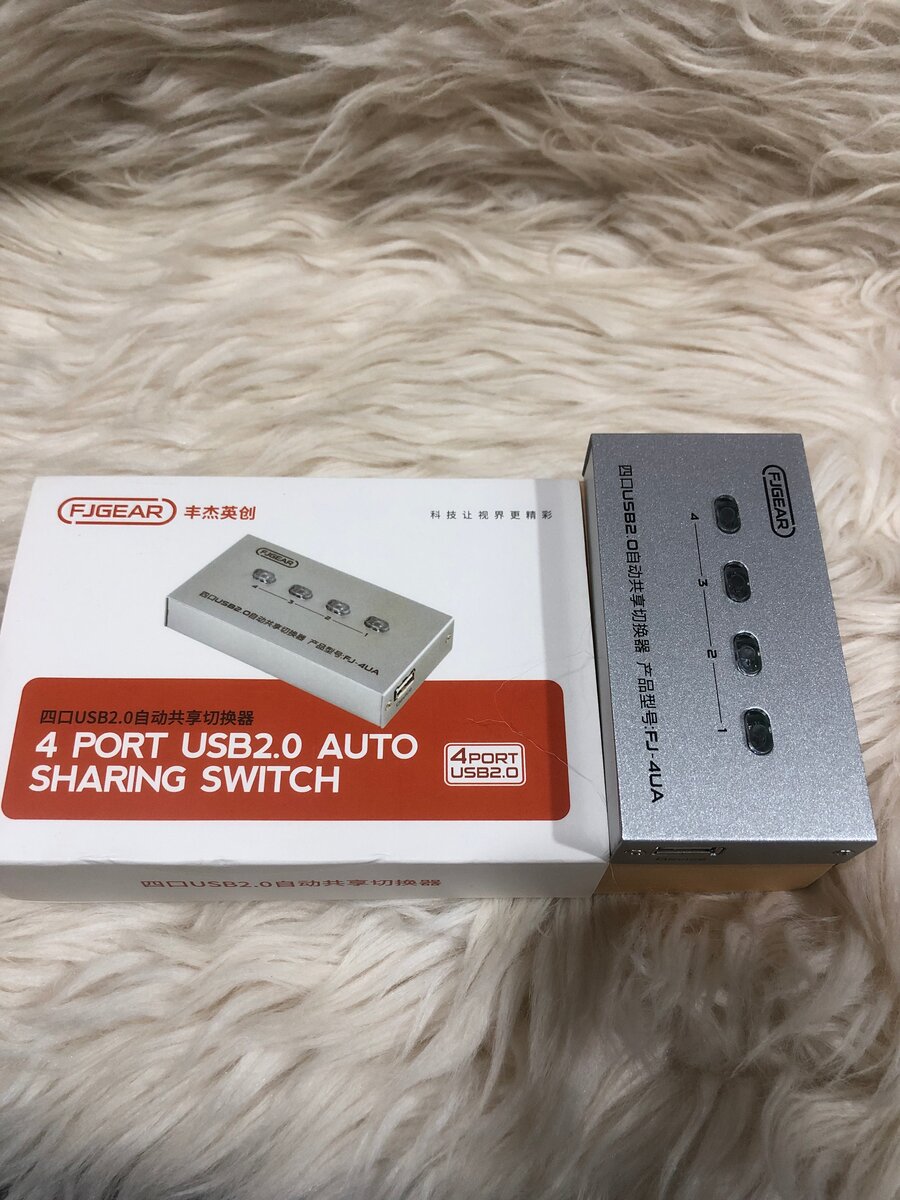 FJGEAR 丰杰英创
科技让视界更精彩
FJGEAR
4 3 2 1
四口USB2.0自动共享切换器 产品型号:FJ-4UA
四口USB2.0自动共享切换器
4 PORT USB2.0 AUTO
SHARING SWITCH
4PORT
USB2.0
四口USB2.0自动共享切换器
FJGEAR
4 3 2 1
四口USB2.0自动共享切换器 产品型号:FJ-4UA